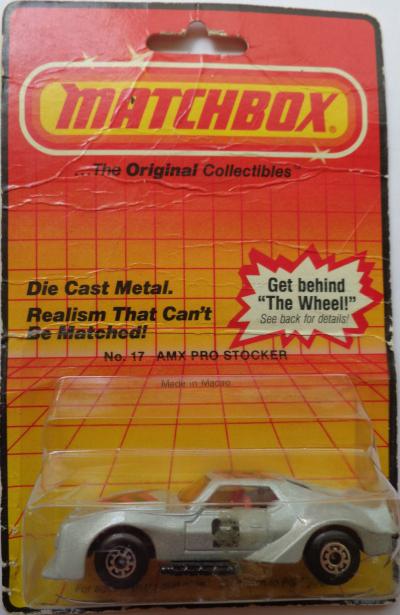 MATCHBOX®
...The Original Collectibles™
Die Cast Metal.
Realism That Can't
Be Matched!
Get behind
"The Wheel!"
See back for details!
No. 17 AMX PRO STOCKER
Made in Macao